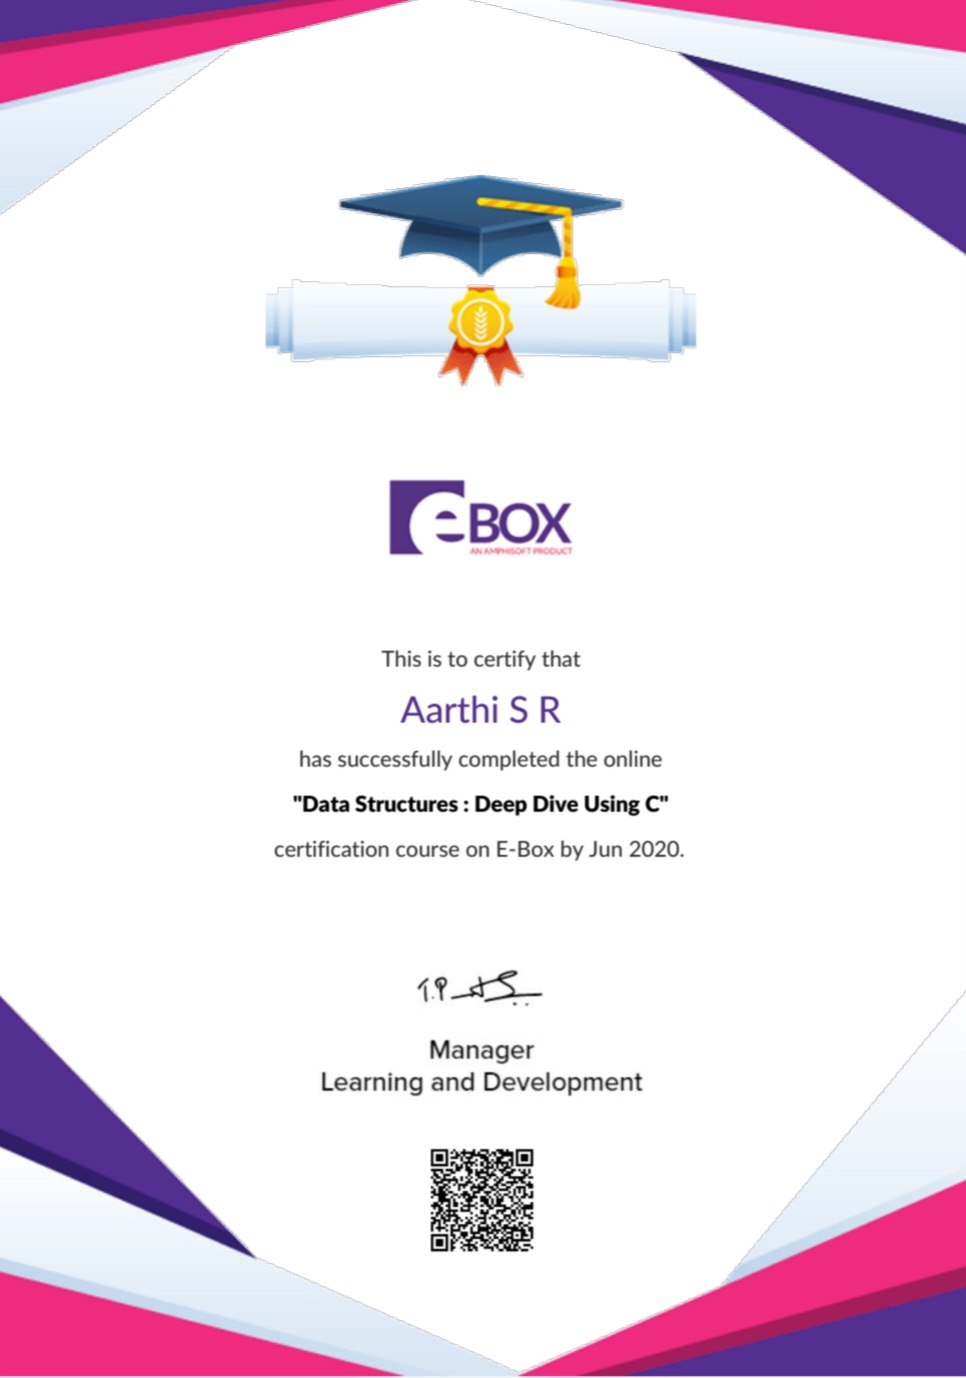 eBOX
AN AMPHISOFT PRODUCT
This is to certify that
Aarthi S R
has successfully completed the online
"Data Structures : Deep Dive Using C"
certification course on E-Box by Jun 2020.
T.P
Manager
Learning and Development